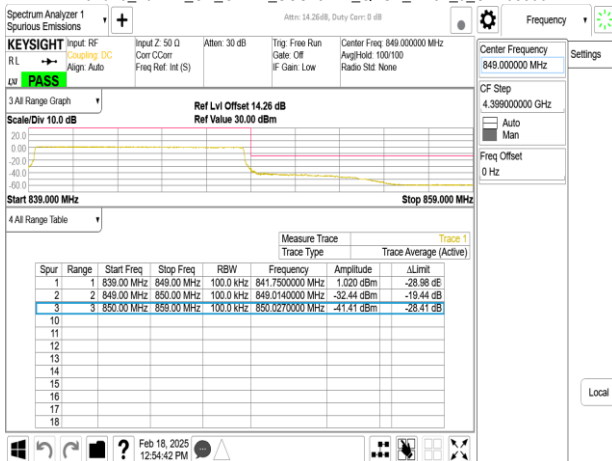 Spectrum Analyzer 1
Spurious Emissions
Attn: 14.26dB, Duty Corr: 0 dB
Frequency
KEYSIGHT
RL
LXI
PASS
Input: RF
Coupling: DC
Align: Auto
Input Z: 50 Ω
Corr CCorr
Freq Ref: Int (S)
Atten: 30 dB
Trig: Free Run
Gate: Off
IF Gain: Low
Center Freq: 849.000000 MHz
Avg|Hold: 100/100
Radio Std: None
Center Frequency
849.000000 MHz
Settings
CF Step
4.399000000 GHz
Auto
Man
Freq Offset
0 Hz
3 All Range Graph
Scale/Div 10.0 dB
Ref Lvl Offset 14.26 dB
Ref Value 30.00 dBm
20.0
0.00
-20.0
-40.0
-60.0
Start 839.000 MHz
Stop 859.000 MHz
4 All Range Table
Measure Trace Trace 1
Trace Type Trace Average (Active)
Spur Range Start Freq Stop Freq RBW Frequency Amplitude ΔLimit
1 1 839.00 MHz 849.00 MHz 100.0 kHz 841.7500000 MHz 1.020 dBm -28.98 dB
2 2 849.00 MHz 850.00 MHz 100.0 kHz 849.0140000 MHz -32.44 dBm -19.44 dB
3 3 850.00 MHz 859.00 MHz 100.0 kHz 850.0270000 MHz -41.41 dBm -28.41 dB
10
11
12
13
14
15
16
17
18
Local
?
Feb 18, 2025
12:54:42 PM